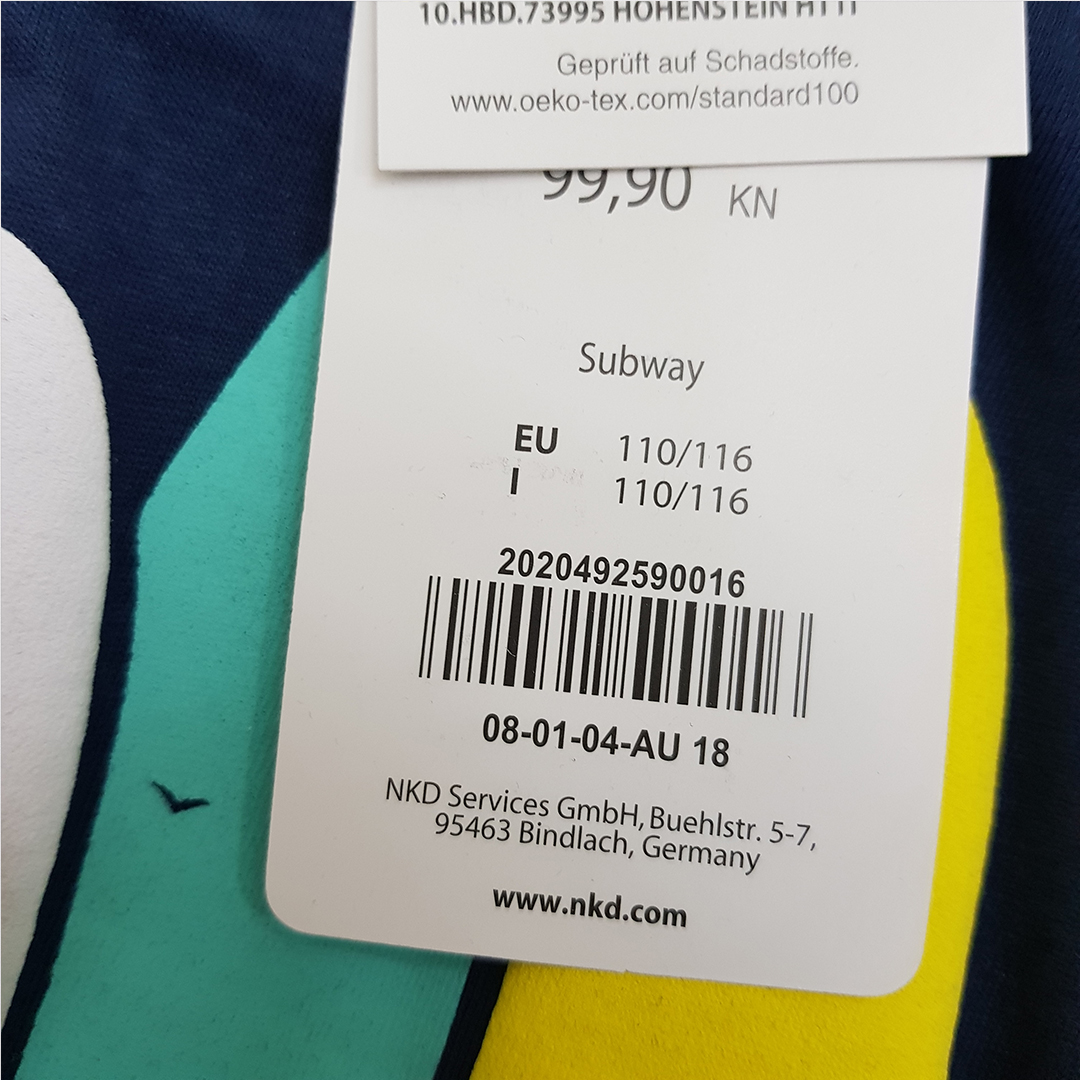 10.HBD.73995 HOHENSTEIN HTTI
Geprüft auf Schadstoffe.
www.oeko-tex.com/standard100
99,90 KN
Subway
EU 110/116
I 110/116
2020492590016
08-01-04-AU 18
NKD Services GmbH, Buehlstr. 5-7,
95463 Bindlach, Germany
www.nkd.com